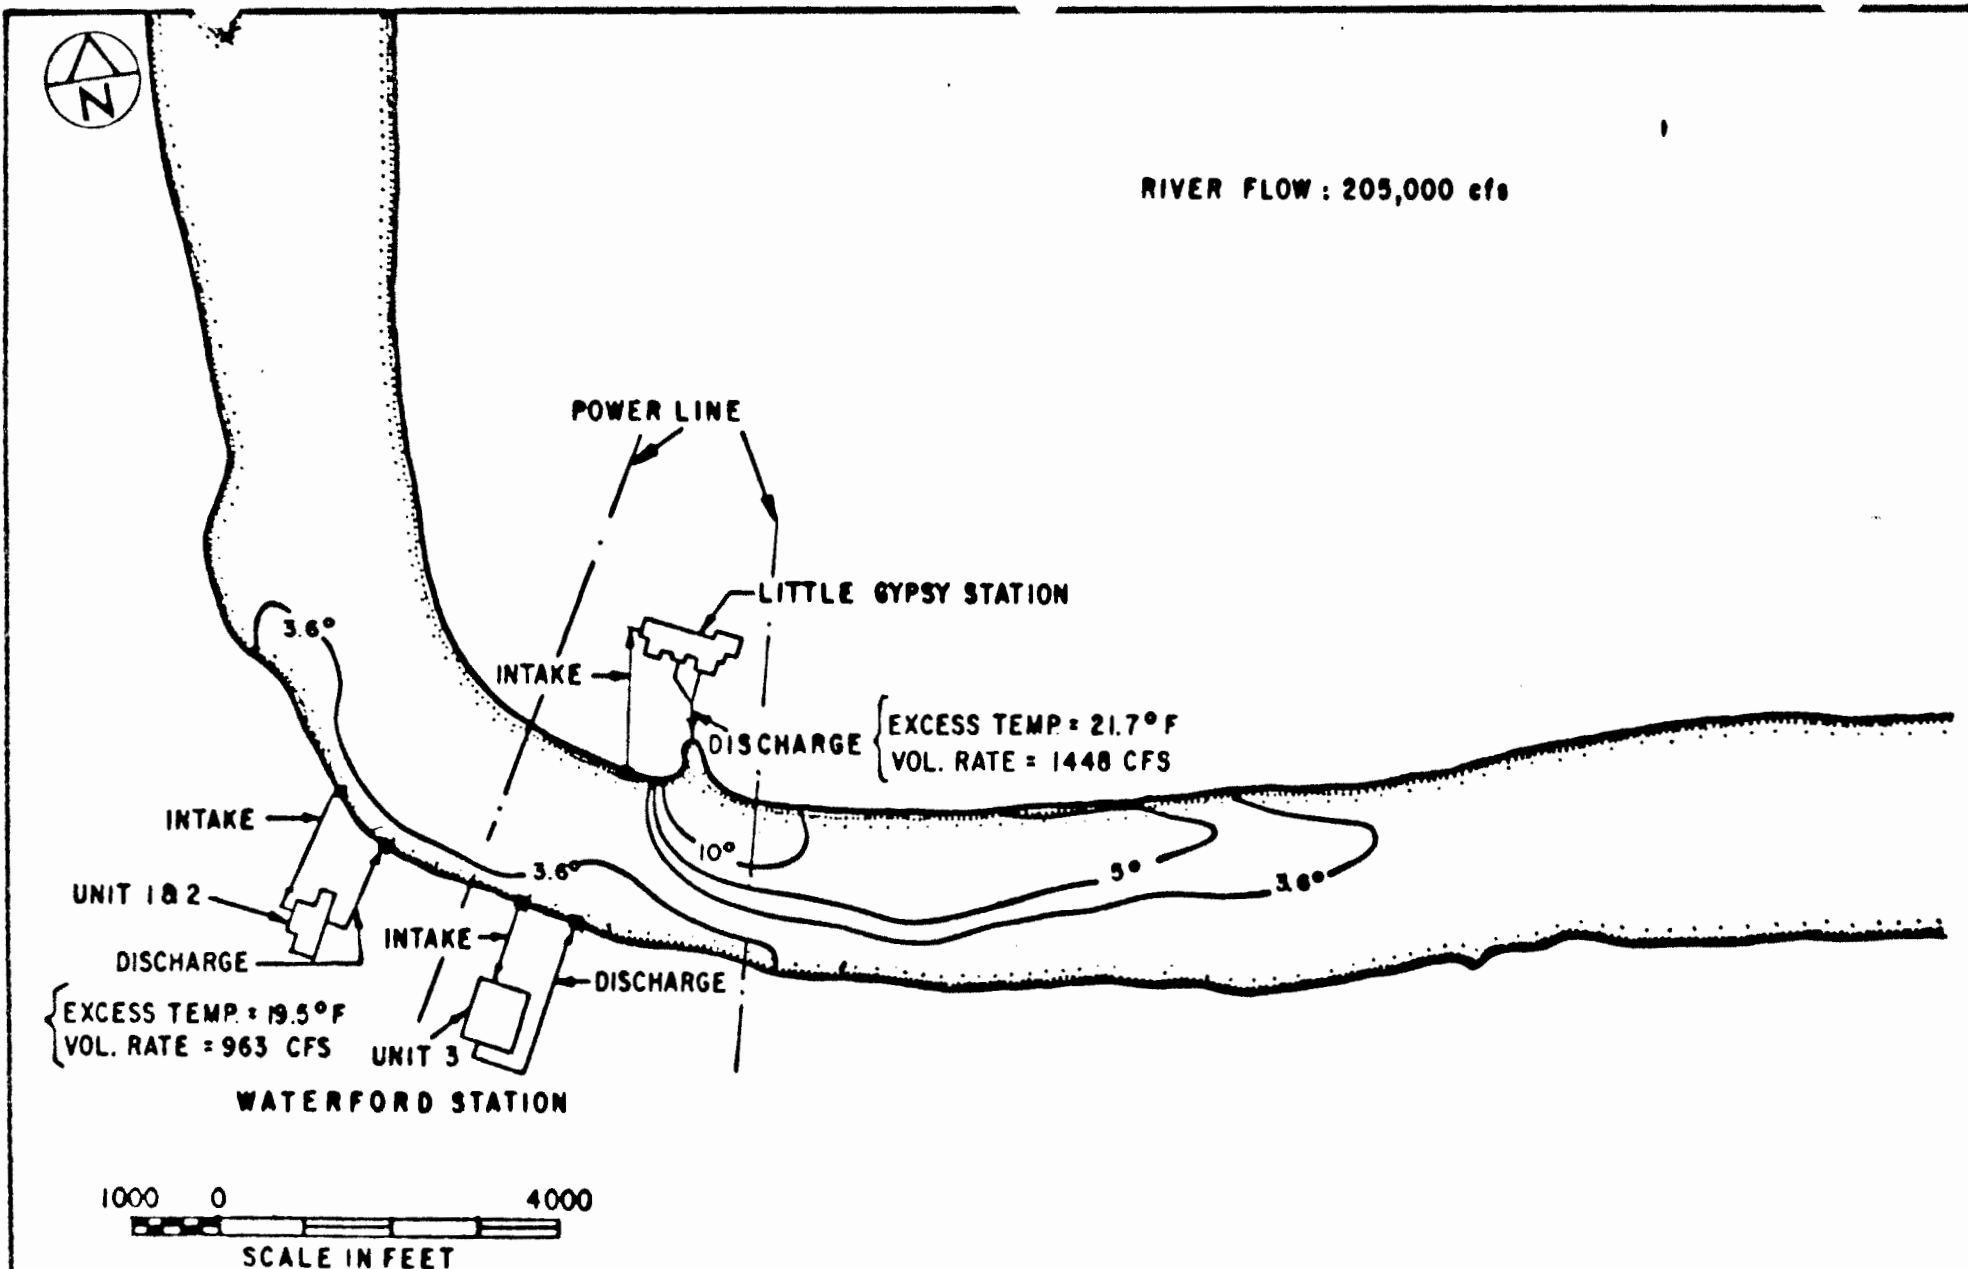 N
RIVER FLOW : 205,000 cfs
POWER LINE
LITTLE GYPSY STATION
3.6°
INTAKE
DISCHARGE
EXCESS TEMP. = 21.7° F
VOL. RATE = 1448 CFS
INTAKE
10°
3.6°
5°
3.6°
UNIT 1 & 2
INTAKE
DISCHARGE
DISCHARGE
EXCESS TEMP. = 19.5° F
VOL. RATE = 963 CFS
UNIT 3
WATERFORD STATION
1000 0 4000
SCALE IN FEET